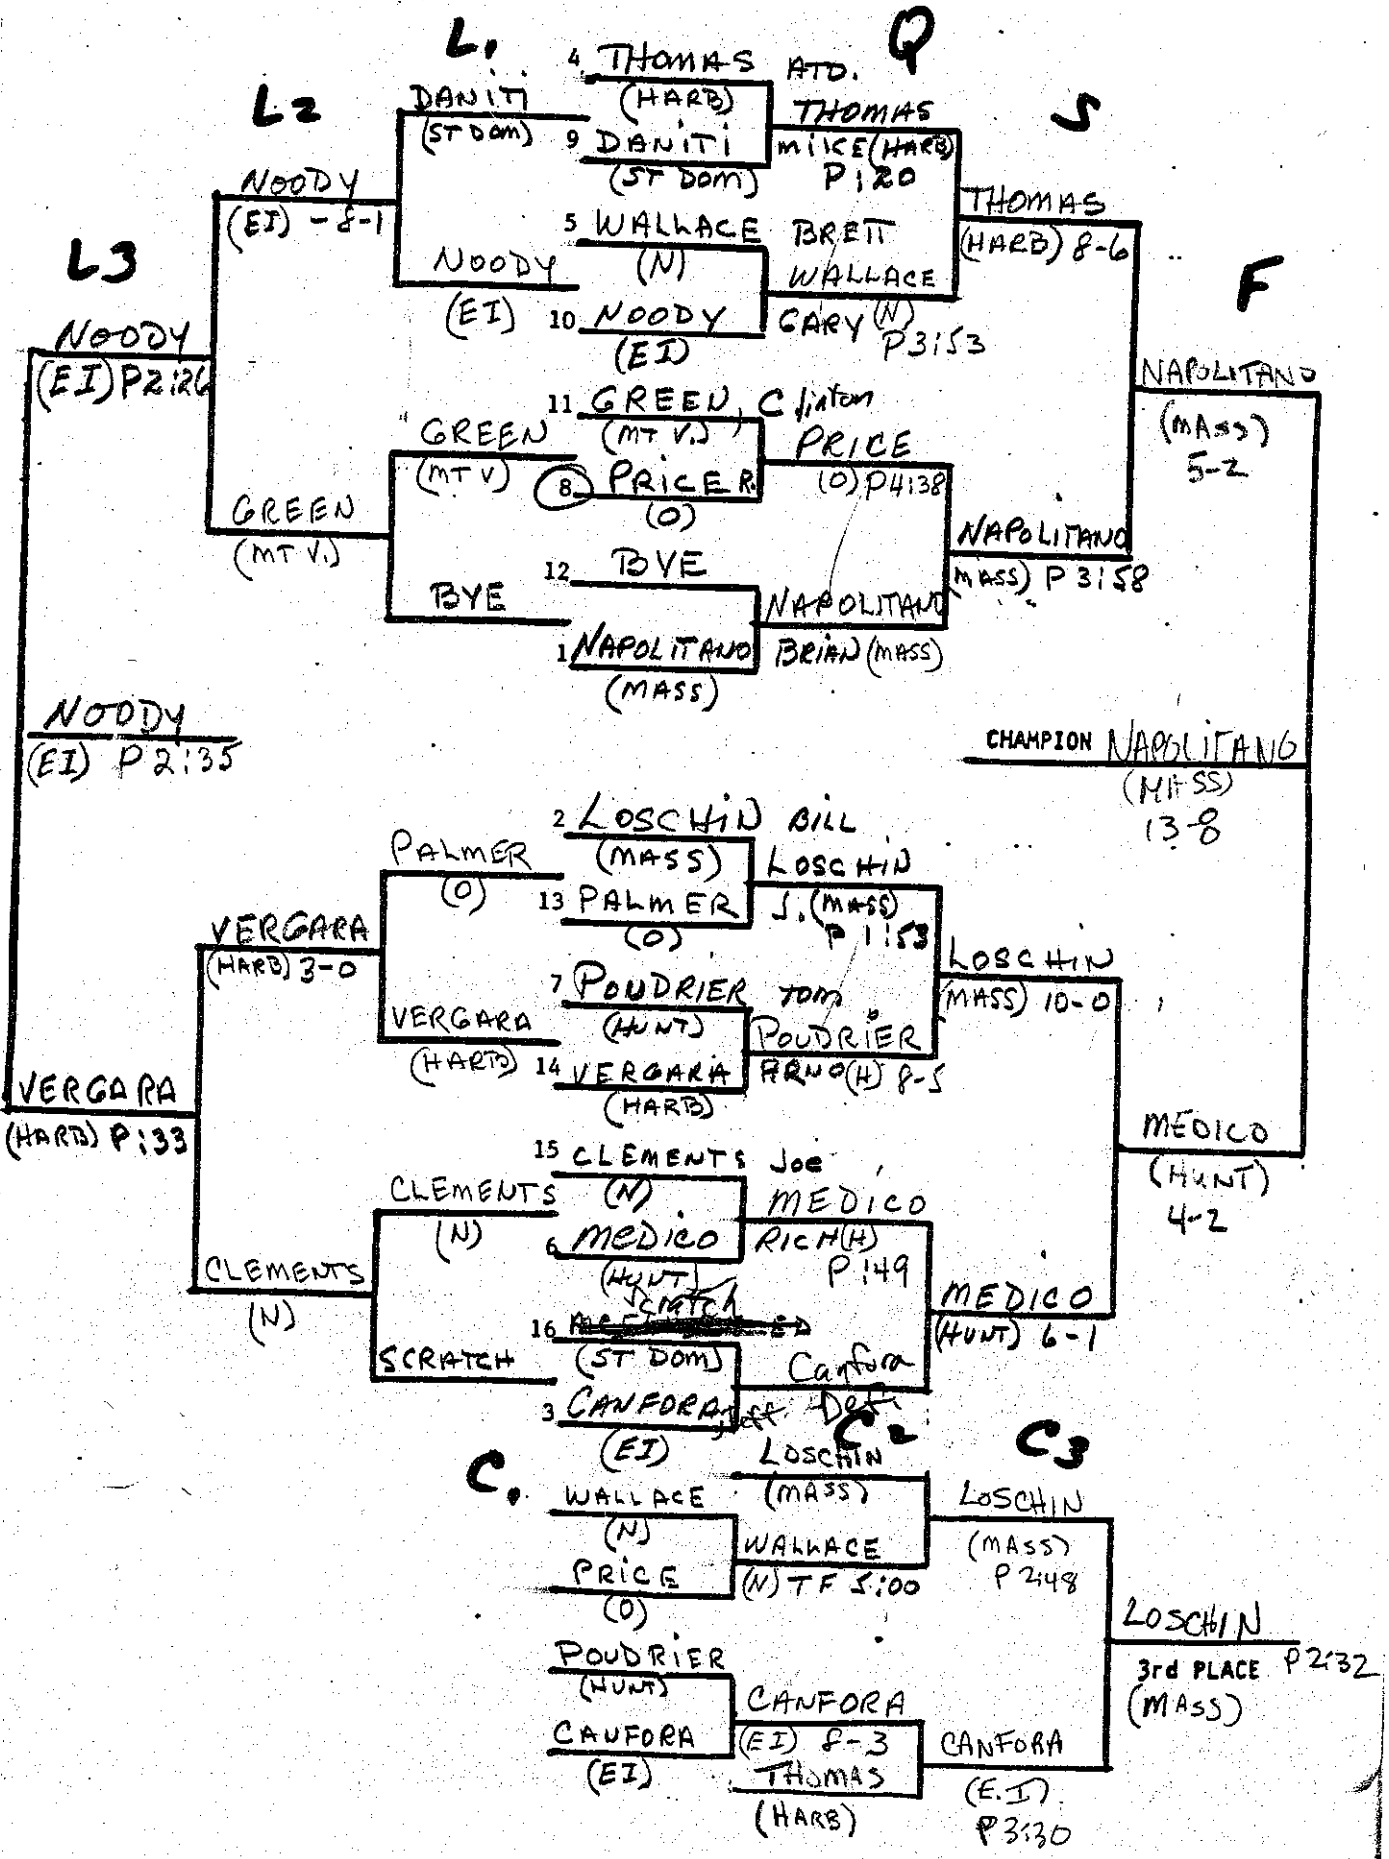 L1
Q
4 THOMAS ATD.
L2
DANITI
(HARB)
THOMAS
S
(ST DOM)
9 DANITI
MIKE (HARB)
(ST DOM)
P :20
NOODY
THOMAS
(EI) - 8-1
5 WALLACE BRETT
(HARB) 8-6
L3
NOODY
(N)
WALLACE
F
(EI)
10 NOODY
GARY (N)
P3:53
(EI)
NOODY
(EI) P2:26
NAPOLITANO
(MASS)
5-2
11 GREEN, Clinton
GREEN
(MT V.)
PRICE
(MT V)
8 PRICE R.
(O) P4:38
(O)
GREEN
NAPOLITANO
(MT V.)
12 BYE
(MASS) P 3:58
BYE
NAPOLITANO
1 NAPOLITANO
BRIAN (MASS)
(MASS)
NOODY
(EI) P 2:35
CHAMPION NAPOLITANO
(MASS)
13-8
2 LOSCHIN BILL
PALMER
(MASS)
LOSCHIN
(O)
13 PALMER
J. (MASS)
(O)
P 1:53
VERGARA
LOSCHIN
(HARB) 3-0
7 POUDRIER TOM
(MASS) 10-0
VERGARA
(HUNT)
POUDRIER
(HARB)
14 VERGARA
ARNO (H) 8-5
(HARB)
VERGARA
(HARB) P :33
MEDICO
(HUNT)
4-2
15 CLEMENTS Joe
CLEMENTS
(N)
MEDICO
(N)
6 MEDICO
RICH (H)
(HUNT)
P :49
CLEMENTS
MEDICO
(N)
Scratch
(HUNT) 6-1
16
SCRATCH
(ST DOM)
Canfora
3 CANFORA Jeff
Def.
(EI)
C1
C2
C3
LOSCHIN
WALLACE
(MASS)
LOSCHIN
(N)
WALLACE
(MASS)
PRICE
(N) TF 5:00
P 2:48
(O)
LOSCHIN
POUDRIER
3rd PLACE P2:32
(HUNT)
CANFORA
(MASS)
CANFORA
(EI) 8-3
CANFORA
(EI)
THOMAS
(E.I)
(HARB)
P3:30